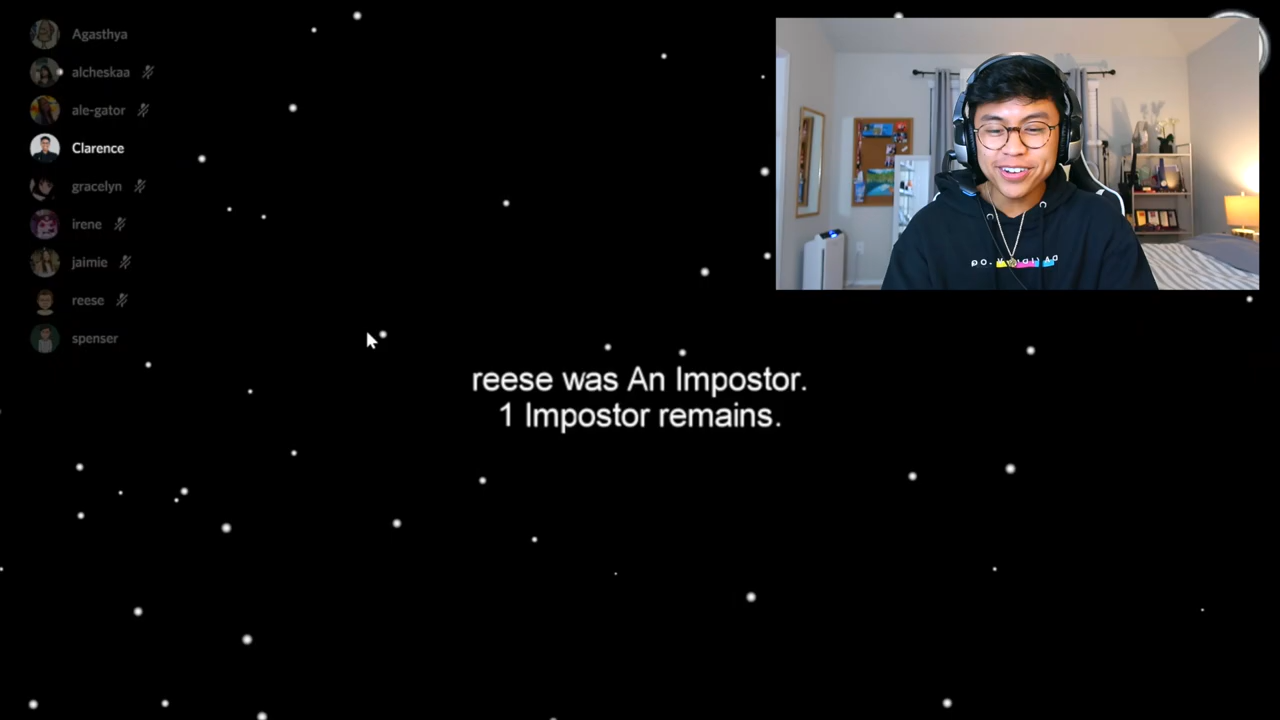 Agasthya
alcheskaa
ale-gator
Clarence
gracelyn
irene
jaimie
reese
spenser
reese was An Impostor.
1 Impostor remains.